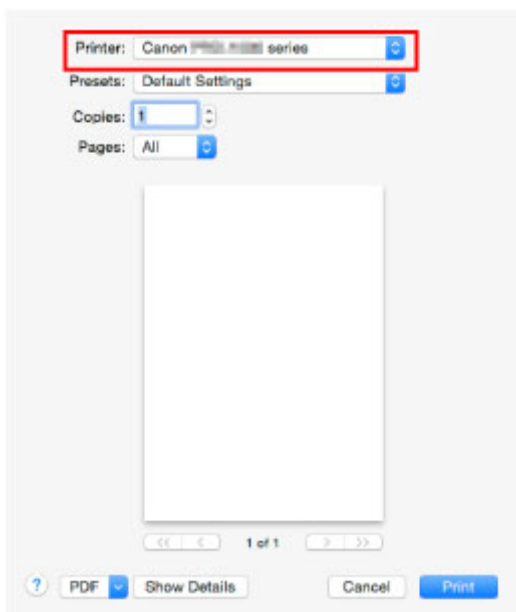 Printer: Canon series
Presets: Default Settings
Copies: 1
Pages: All
1 of 1
? PDF Show Details Cancel Print